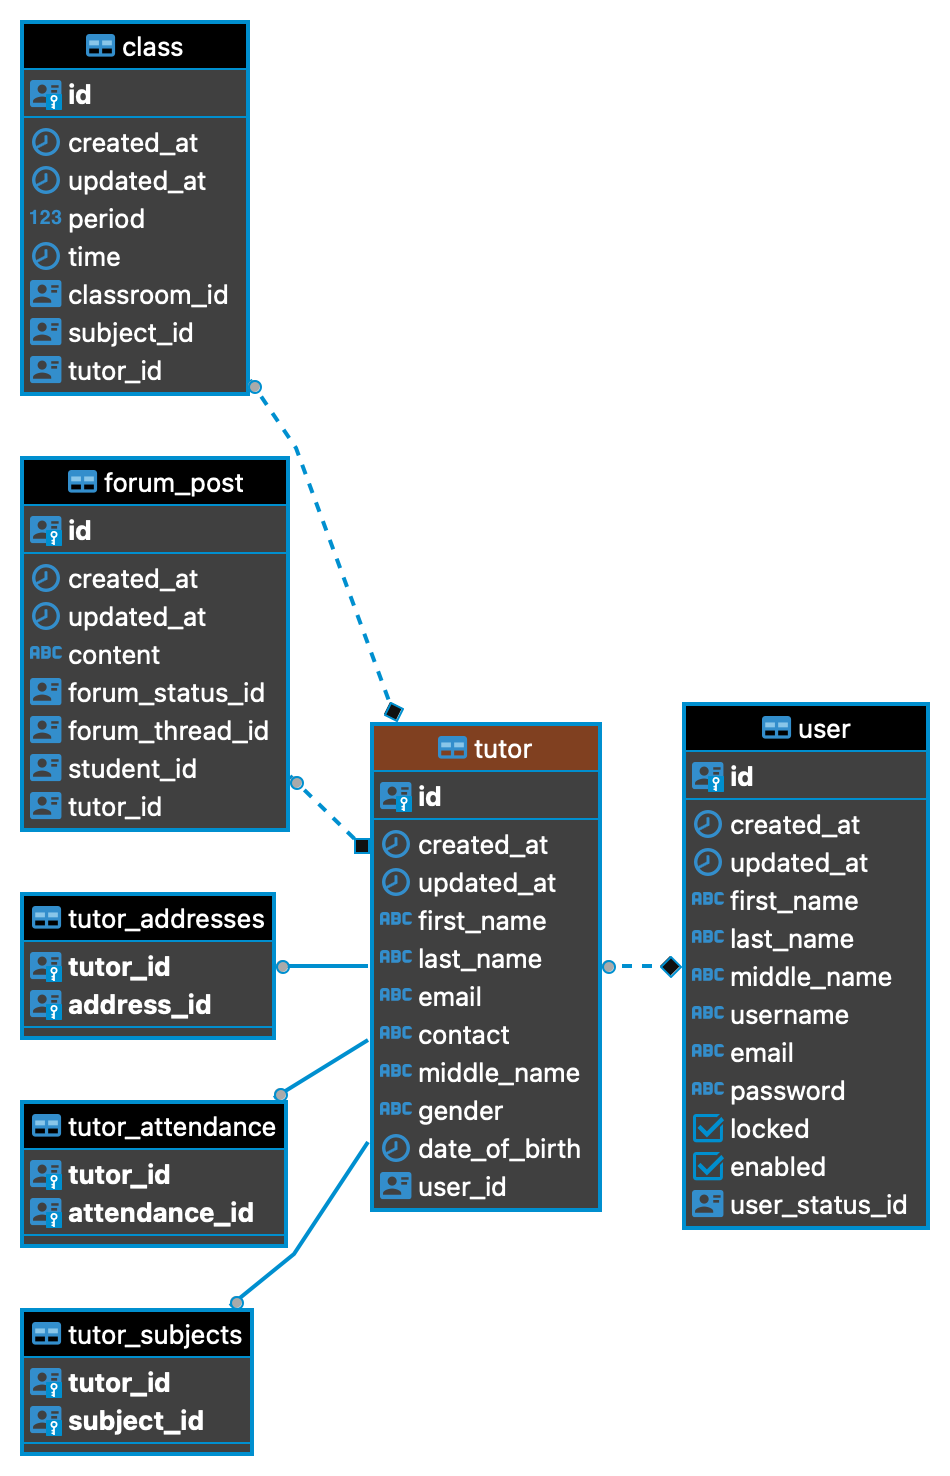 class
id
created_at
updated_at
123 period
time
classroom_id
subject_id
tutor_id
forum_post
id
created_at
updated_at
ABC content
forum_status_id
forum_thread_id
student_id
tutor_id
tutor_addresses
tutor_id
address_id
tutor_attendance
tutor_id
attendance_id
tutor_subjects
tutor_id
subject_id
tutor
id
created_at
updated_at
ABC first_name
ABC last_name
ABC email
ABC contact
ABC middle_name
ABC gender
date_of_birth
user_id
user
id
created_at
updated_at
ABC first_name
ABC last_name
ABC middle_name
ABC username
ABC email
ABC password
locked
enabled
user_status_id